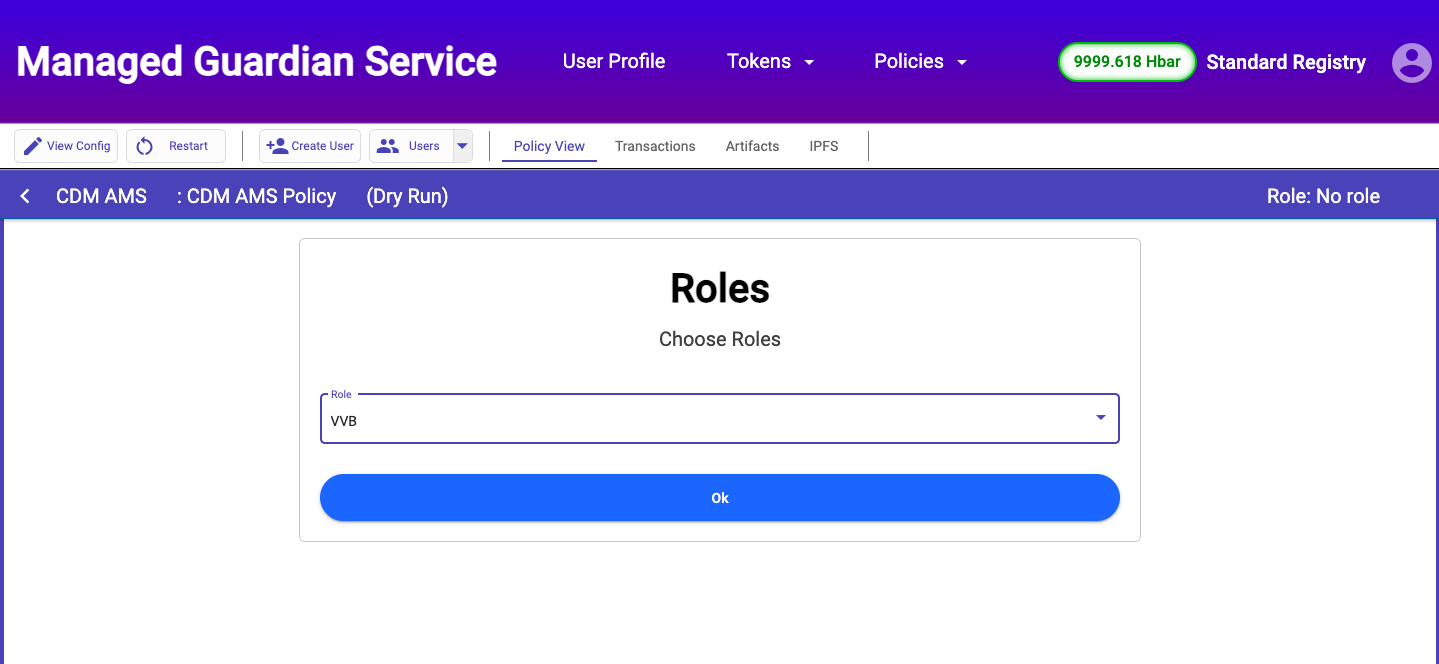 Managed Guardian Service User Profile Tokens Policies 9999.618 Hbar Standard Registry
View Config Restart Create User Users Policy View Transactions Artifacts IPFS
CDM AMS : CDM AMS Policy (Dry Run) Role: No role
Roles
Choose Roles
Role
VVB
Ok